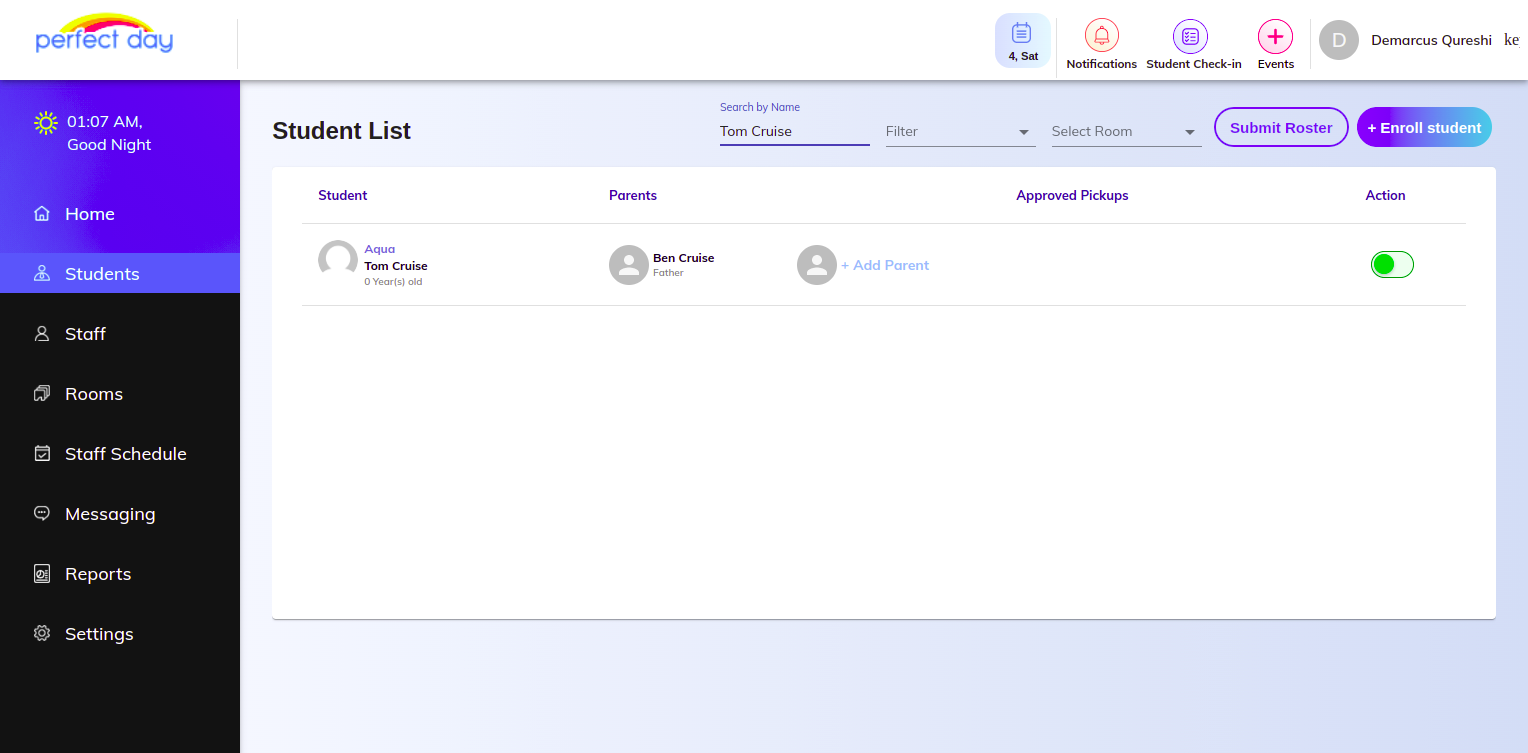 perfect day
4, Sat
Notifications
Student Check-in
Events
D
Demarcus Qureshi
01:07 AM,
Good Night
Home
Students
Staff
Rooms
Staff Schedule
Messaging
Reports
Settings
Student List
Search by Name
Tom Cruise
Filter
Select Room
Submit Roster
+ Enroll student
Student
Parents
Approved Pickups
Action
Aqua
Tom Cruise
0 Year(s) old
Ben Cruise
Father
+ Add Parent